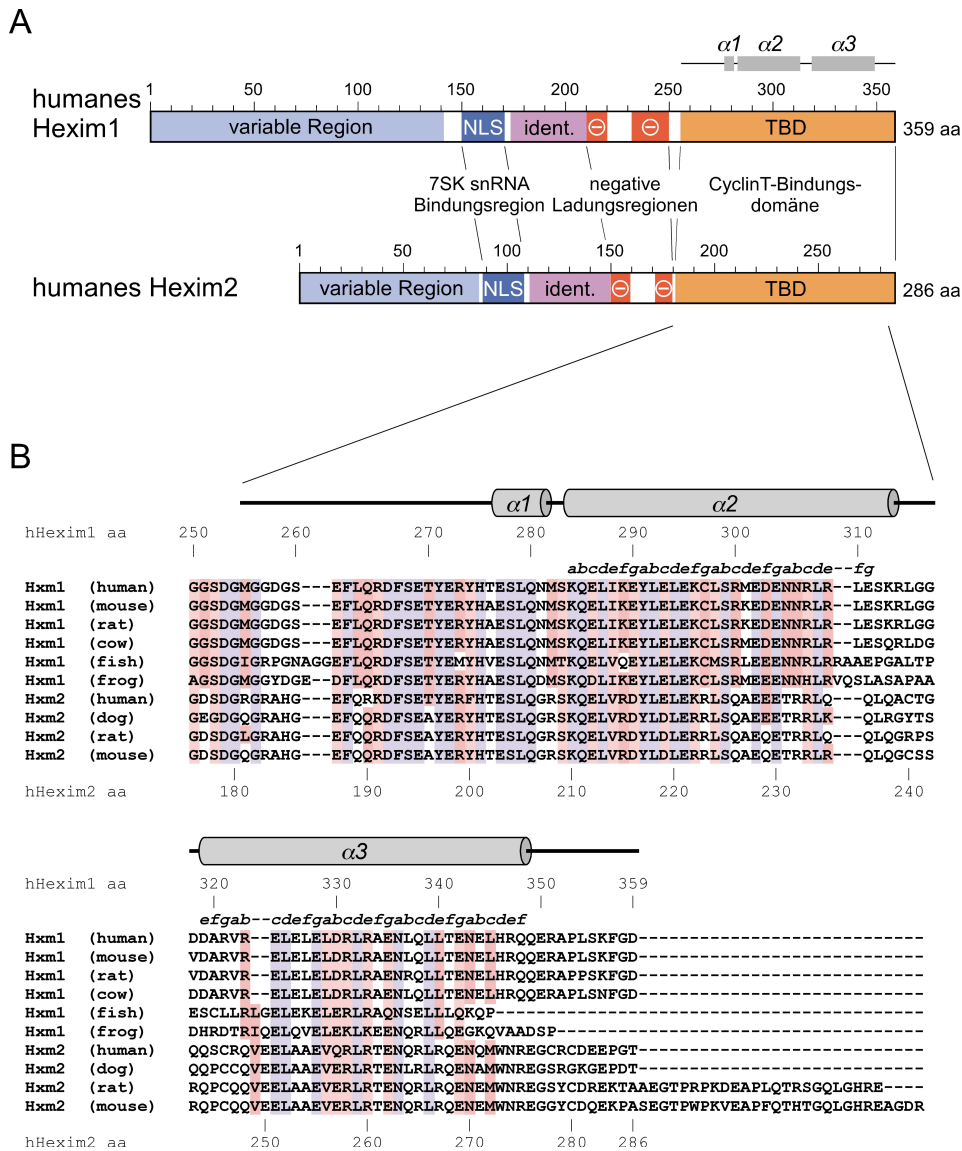 A
α1 α2 α3
humanes Hexim1
1 50 100 150 200 250 300 350
variable Region NLS ident. ⊖ ⊖ TBD
359 aa
7SK snRNA Bindungsregion
negative Ladungsregionen
CyclinT-Bindungs-domäne
1 50 100 150 200 250
humanes Hexim2
variable Region NLS ident. ⊖ ⊖ TBD
286 aa
B
α1 α2
hHexim1 aa 250 260 270 280 290 300 310
abcdefgabcdefgabcdefgabcde--fg
Hxm1 (human) GGSDGMGGDGS---EFLQRDFSETYERYHTESLQNMSKQELIKEYLELEKCLSRMEDENNRLR--LESKRLGG
Hxm1 (mouse) GGSDGMGGDGS---EFLQRDFSETYERYHAESLQNMSKQELIKEYLELEKCLSRKEDENNRLR--LESKRLGG
Hxm1 (rat) GGSDGMGGDGS---EFLQRDFSETYERYHAESLQNMSKQELIKEYLELEKCLSRKEDENNRLR--LESKRLGG
Hxm1 (cow) GGSDGMGGDGS---EFLQRDFSETYERYHAESLQNMSKQELIKEYLELEKCLSRMEDENNRLR--LESQRLDG
Hxm1 (fish) GGSDGIGRPGNAGGEFLQRDFSETYEMYHVESLQNMTKQELVQEYLELEKCMSRLEEENNRLRRAAEPGALTP
Hxm1 (frog) AGSDGMGGYDGE--DFLQKDFSETYERYHAESLQDMSKQDLIKEYLELEKCLSRMEEENNHLRVQSLASAPAA
Hxm2 (human) GDSDGRGRAHG---EFQRKDFSETYERFHTESLQGRSKQELVRDYLELEKRLSQAEEETRRLQ---QLQACTG
Hxm2 (dog) GEGDGQGRAHG---EFQQRDFSEAYERYHTESLQGRSKQELVRDYLDLERRLSQAEEETRRLK---QLRGYTS
Hxm2 (rat) GDSDGLGRAHG---EFQQRDFSEAYERYHTESLQGRSKQELVRDYLDLERRLSQAEQETRRLQ---QLQGRPS
Hxm2 (mouse) GDSDGQGRAHG---EFQQRDFSEAYERYHTESLQGRSKQELVRDYLDLERRLSQAEQETRRLR---QLQGCSS
hHexim2 aa 180 190 200 210 220 230 240
α3
hHexim1 aa 320 330 340 350 359
efgab--cdefgabcdefgabcdefgabcdef
Hxm1 (human) DDARVR--ELELELDRLRAENLQLLTENELHRQQERAPLSKFGD----------------------------
Hxm1 (mouse) VDARVR--ELELELDRLRAENLQLLTENELHRQQERAPLSKFGD----------------------------
Hxm1 (rat) VDARVR--ELELELDRLRAENLQLLTENELHRQQERAPPSKFGD----------------------------
Hxm1 (cow) DDARVR--ELELELDRLRAENLQLLTENELHRQQERAPLSNFGD----------------------------
Hxm1 (fish) ESCLLRLGELEKELERLRAQNSELLLQKQP------------------------------------------
Hxm1 (frog) DHRDTRIQELQVELEKLKEENQRLLQEGKQVAADSP------------------------------------
Hxm2 (human) QQSCRQVEELAAEVQRLRTENQRLRQENQMWNREGCRCDEEPGT----------------------------
Hxm2 (dog) QQPCCQVEELAAEVERLRTENLRLRQENAMWNREGSRGKGEPDT----------------------------
Hxm2 (rat) RQPCQQVEELAAEVERLRTENQRLRQENEMWNREGSYCDREKTAAEGTPRPKDEAPLQTRSGQLGHRE----
Hxm2 (mouse) RQPCQQVEELAAEVERLRTENQRLRQENEMWNREGGYCDQEKPASEGTPWPKVEAPFQTHTGQLGHREAGDR
hHexim2 aa 250 260 270 280 286